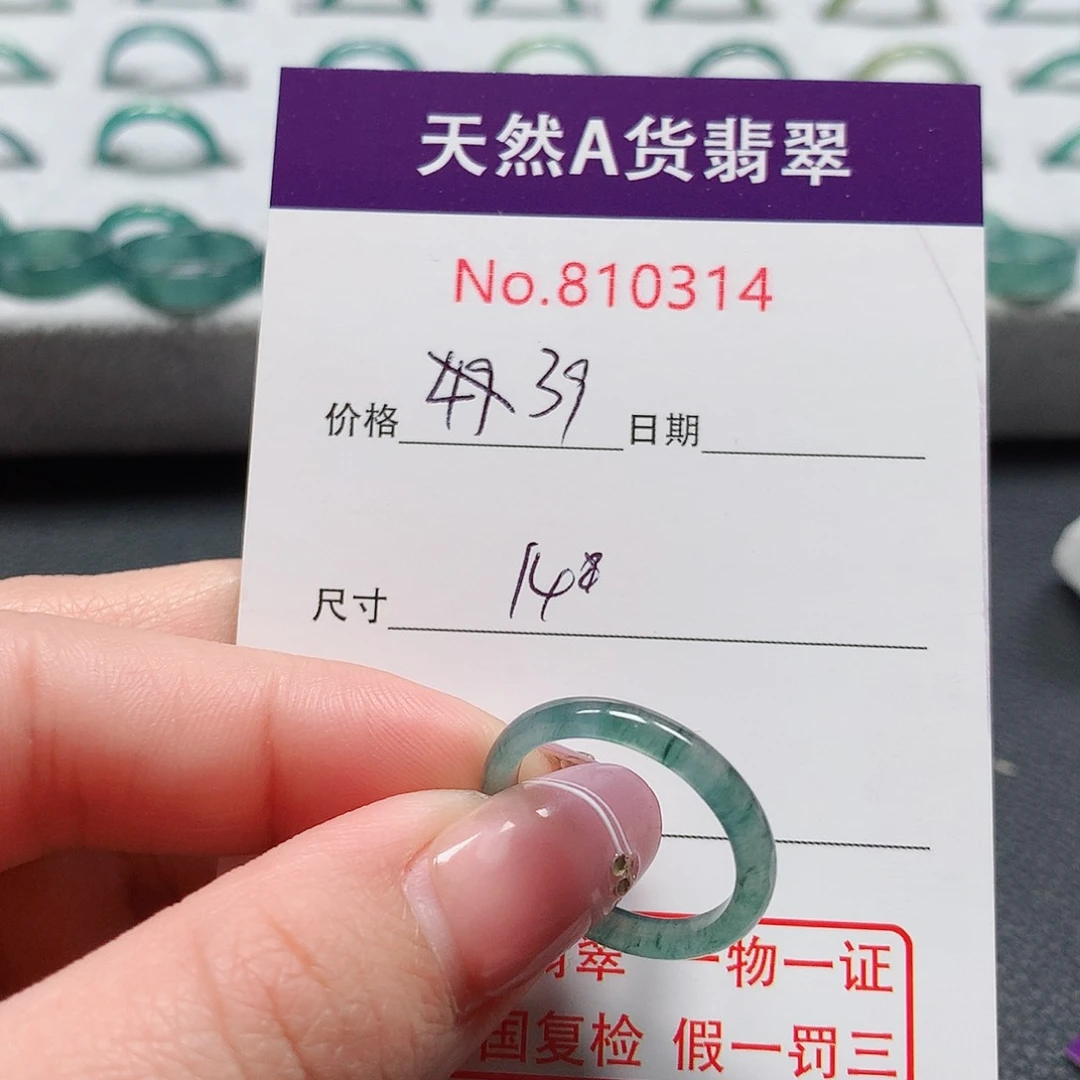 天然A货翡翠
No.810314
价格 49 39 日期
尺寸 14#
翠 一物一证
国复检 假一罚三